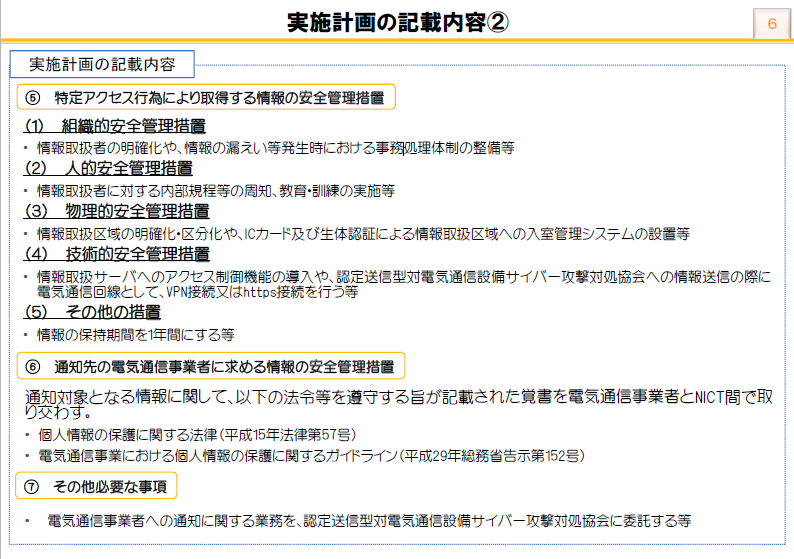 実施計画の記載内容②
6
実施計画の記載内容
⑤ 特定アクセス行為により取得する情報の安全管理措置
(1) 組織的安全管理措置
・ 情報取扱者の明確化や、情報の漏えい等発生時における事務処理体制の整備等
(2) 人的安全管理措置
・ 情報取扱者に対する内部規程等の周知、教育・訓練の実施等
(3) 物理的安全管理措置
・ 情報取扱区域の明確化・区分化や、ICカード及び生体認証による情報取扱区域への入室管理システムの設置等
(4) 技術的安全管理措置
・ 情報取扱サーバへのアクセス制御機能の導入や、認定送信型対電気通信設備サイバー攻撃対処協会への情報送信の際に
電気通信回線として、VPN接続又はhttps接続を行う等
(5) その他の措置
・ 情報の保持期間を1年間にする等
⑥ 通知先の電気通信事業者に求める情報の安全管理措置
通知対象となる情報に関して、以下の法令等を遵守する旨が記載された覚書を電気通信事業者とNICT間で取
り交わす。
・ 個人情報の保護に関する法律（平成15年法律第57号）
・ 電気通信事業における個人情報の保護に関するガイドライン（平成29年総務省告示第152号）
⑦ その他必要な事項
・ 電気通信事業者への通知に関する業務を、認定送信型対電気通信設備サイバー攻撃対処協会に委託する等